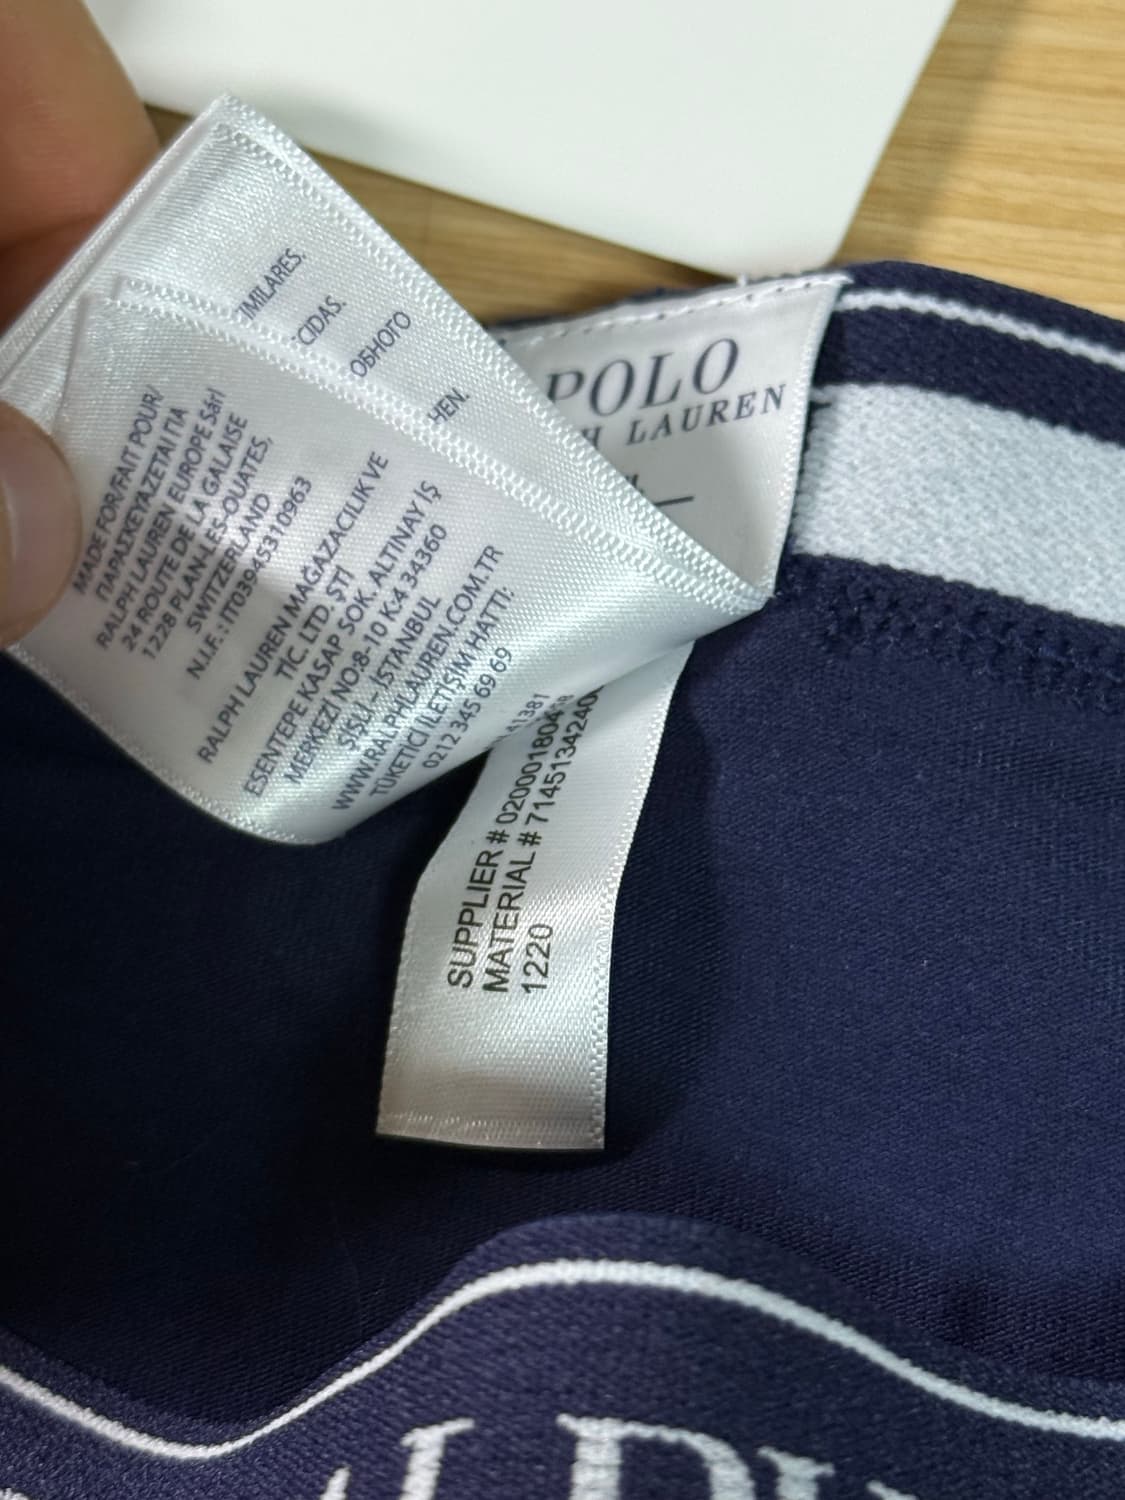 POLO
LAUREN
IMILARES.
CIDAS.
ОБНОТО
HEN.
MADE FOR/FAIT POUR/
ΠΑΡΑΣΚΕΥΑΖΕΤΑΙ ΓΙΑ
RALPH LAUREN EUROPE Sàrl
24 ROUTE DE LA GALAISE
1228 PLAN-LES-OUATES,
SWITZERLAND
N.I.F.: IT03945310963
RALPH LAUREN MAĞAZACILIK VE
TİC. LTD. ŞTİ
ESENTEPE KASAP SOK. ALTINAY İŞ
MERKEZİ NO:8-10 K:4 34360
ŞİŞLİ – İSTANBUL
WWW.RALPHLAUREN.COM.TR
TÜKETİCİ İLETİŞİM HATTI:
0212 345 69 69
41381
SUPPLIER # 020001804
MATERIAL # 71451342400
1220